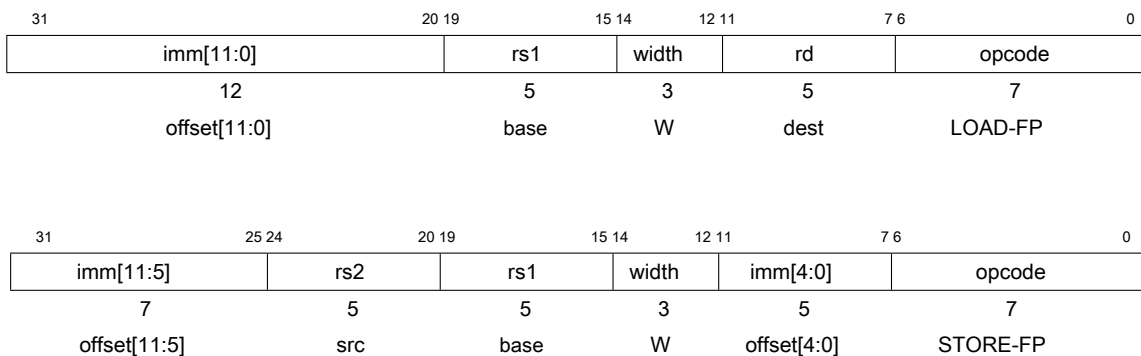 31 20 19 15 14 12 11 7 6 0
imm[11:0] rs1 width rd opcode
12 5 3 5 7
offset[11:0] base W dest LOAD-FP
31 25 24 20 19 15 14 12 11 7 6 0
imm[11:5] rs2 rs1 width imm[4:0] opcode
7 5 5 3 5 7
offset[11:5] src base W offset[4:0] STORE-FP